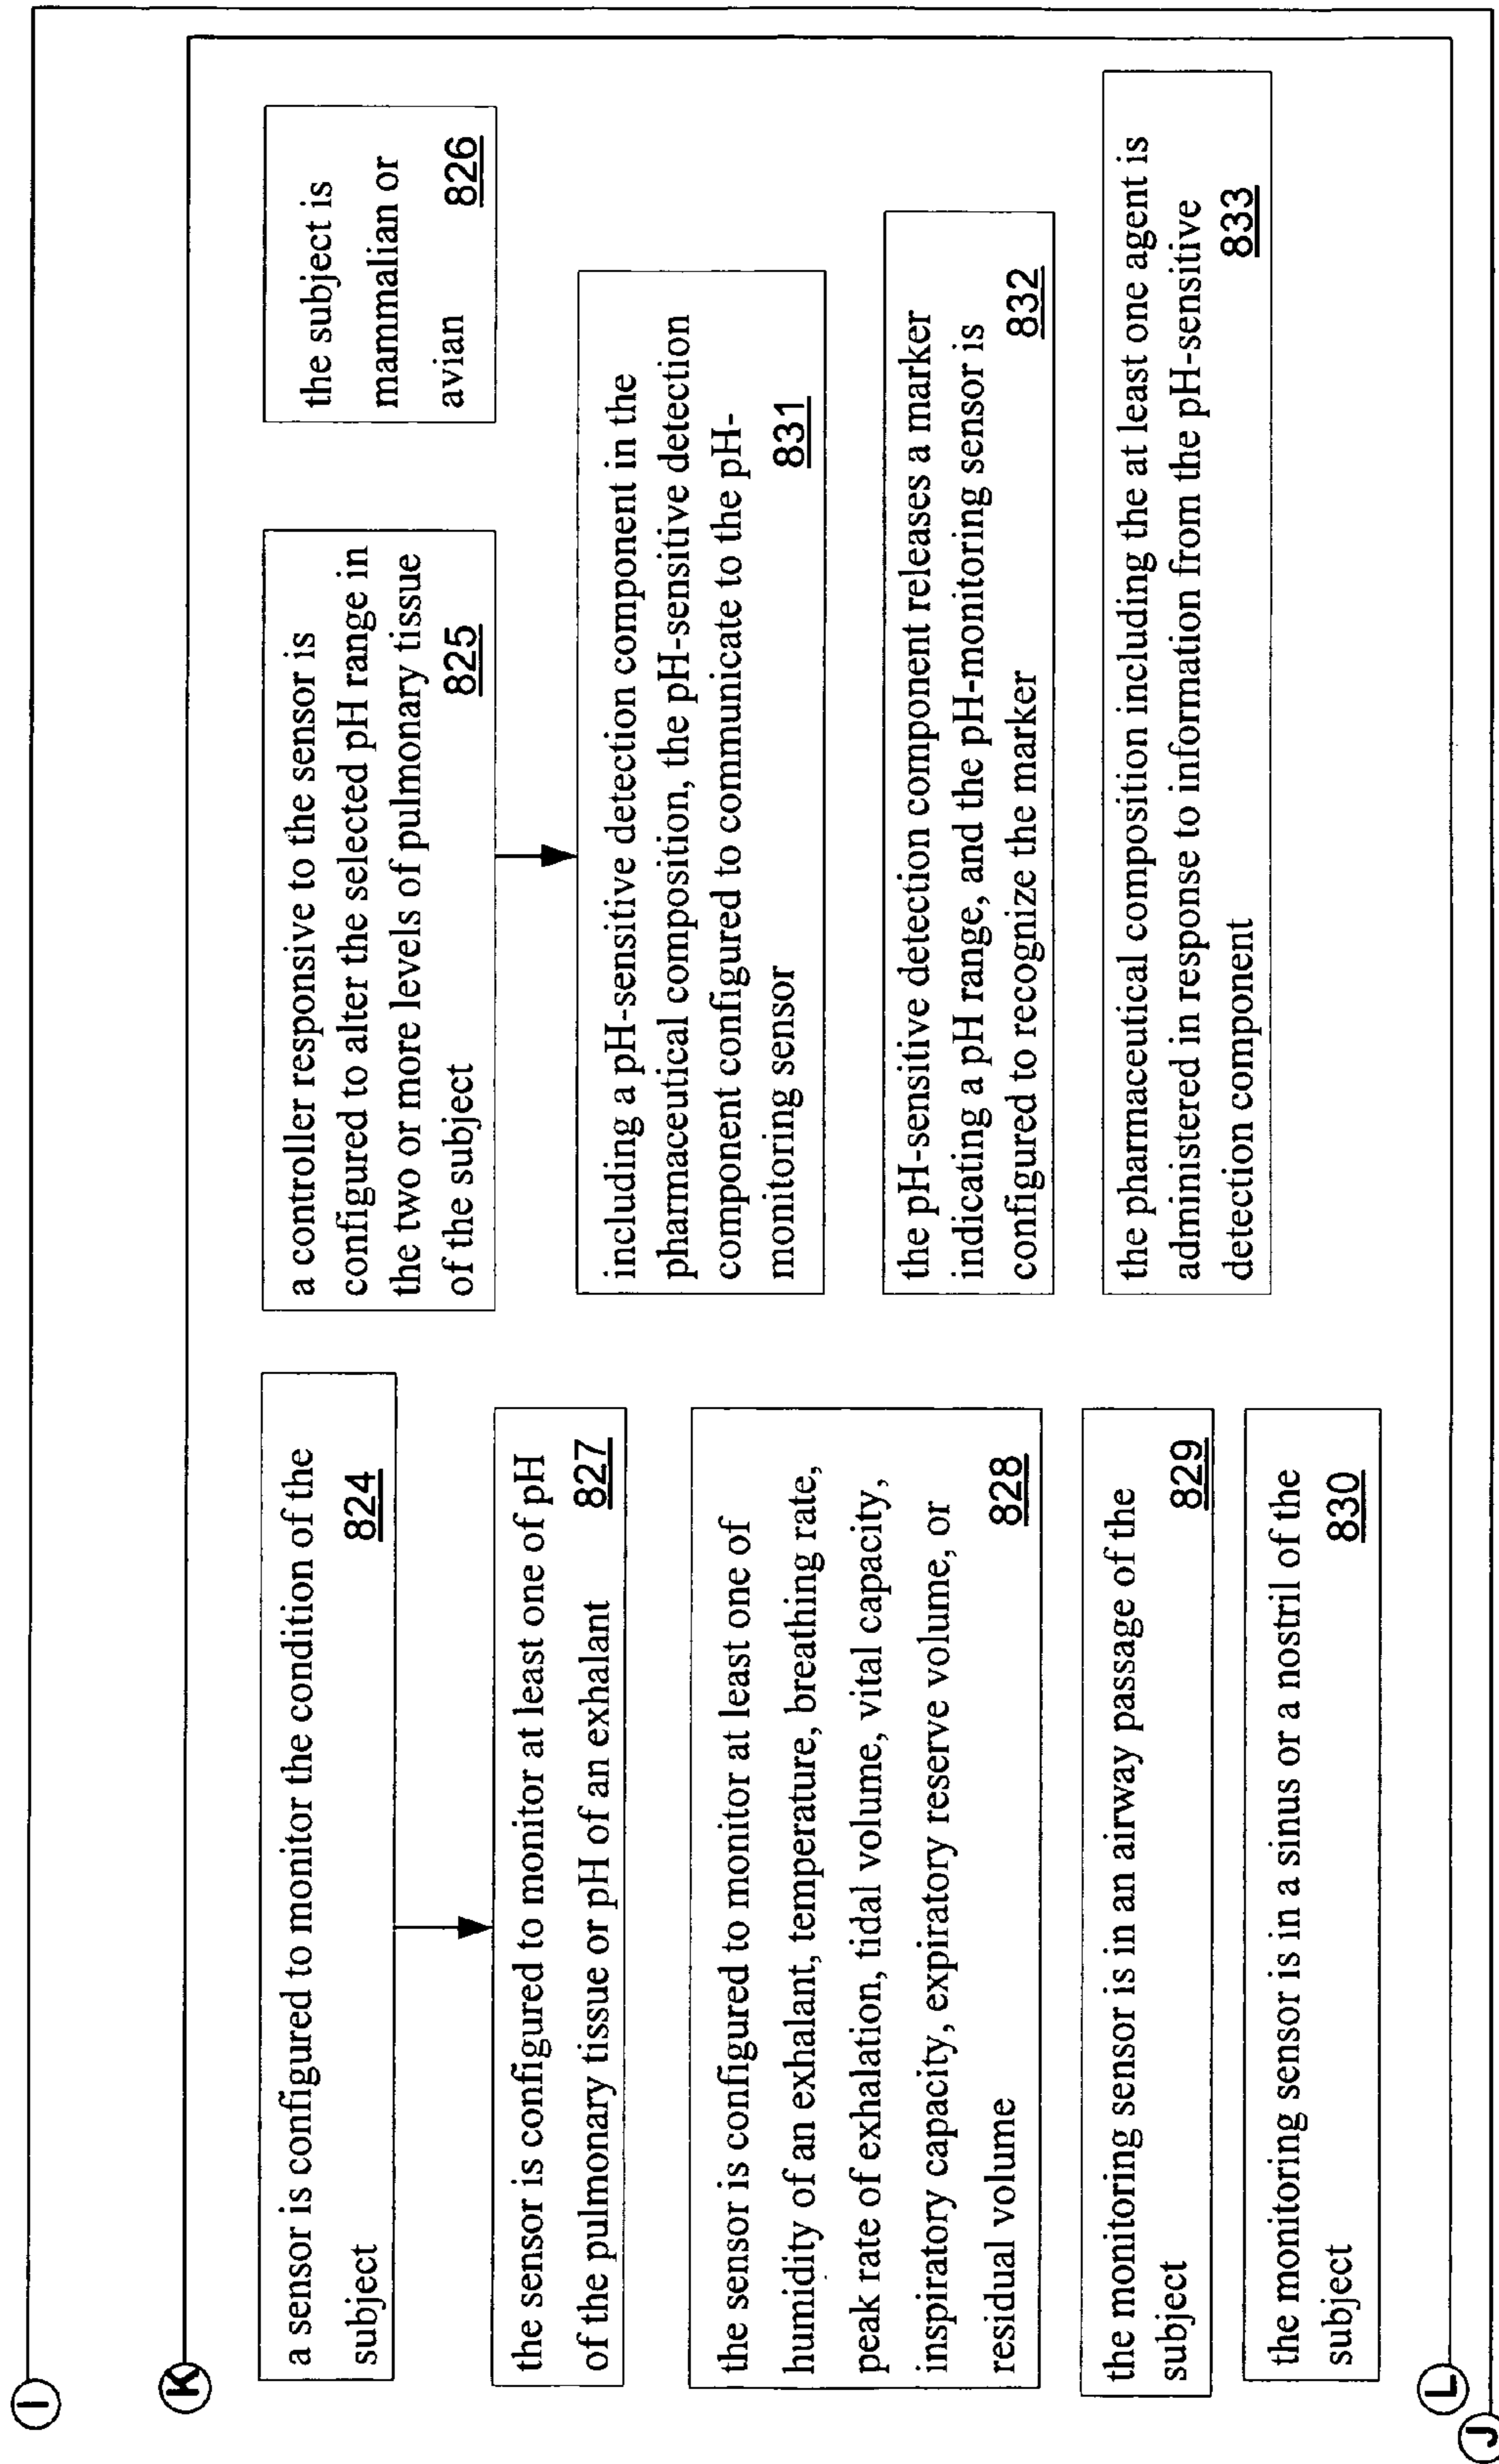 I
K
a sensor is configured to monitor the condition of the
subject 824
the sensor is configured to monitor at least one of pH
of the pulmonary tissue or pH of an exhalant 827
the sensor is configured to monitor at least one of
humidity of an exhalant, temperature, breathing rate,
peak rate of exhalation, tidal volume, vital capacity,
inspiratory capacity, expiratory reserve volume, or
residual volume 828
the monitoring sensor is in an airway passage of the
subject 829
the monitoring sensor is in a sinus or a nostril of the
subject 830
a controller responsive to the sensor is
configured to alter the selected pH range in
the two or more levels of pulmonary tissue
of the subject 825
including a pH-sensitive detection component in the
pharmaceutical composition, the pH-sensitive detection
component configured to communicate to the pH-
monitoring sensor 831
the pH-sensitive detection component releases a marker
indicating a pH range, and the pH-monitoring sensor is
configured to recognize the marker 832
the pharmaceutical composition including the at least one agent is
administered in response to information from the pH-sensitive
detection component 833
the subject is
mammalian or
avian 826
L
J